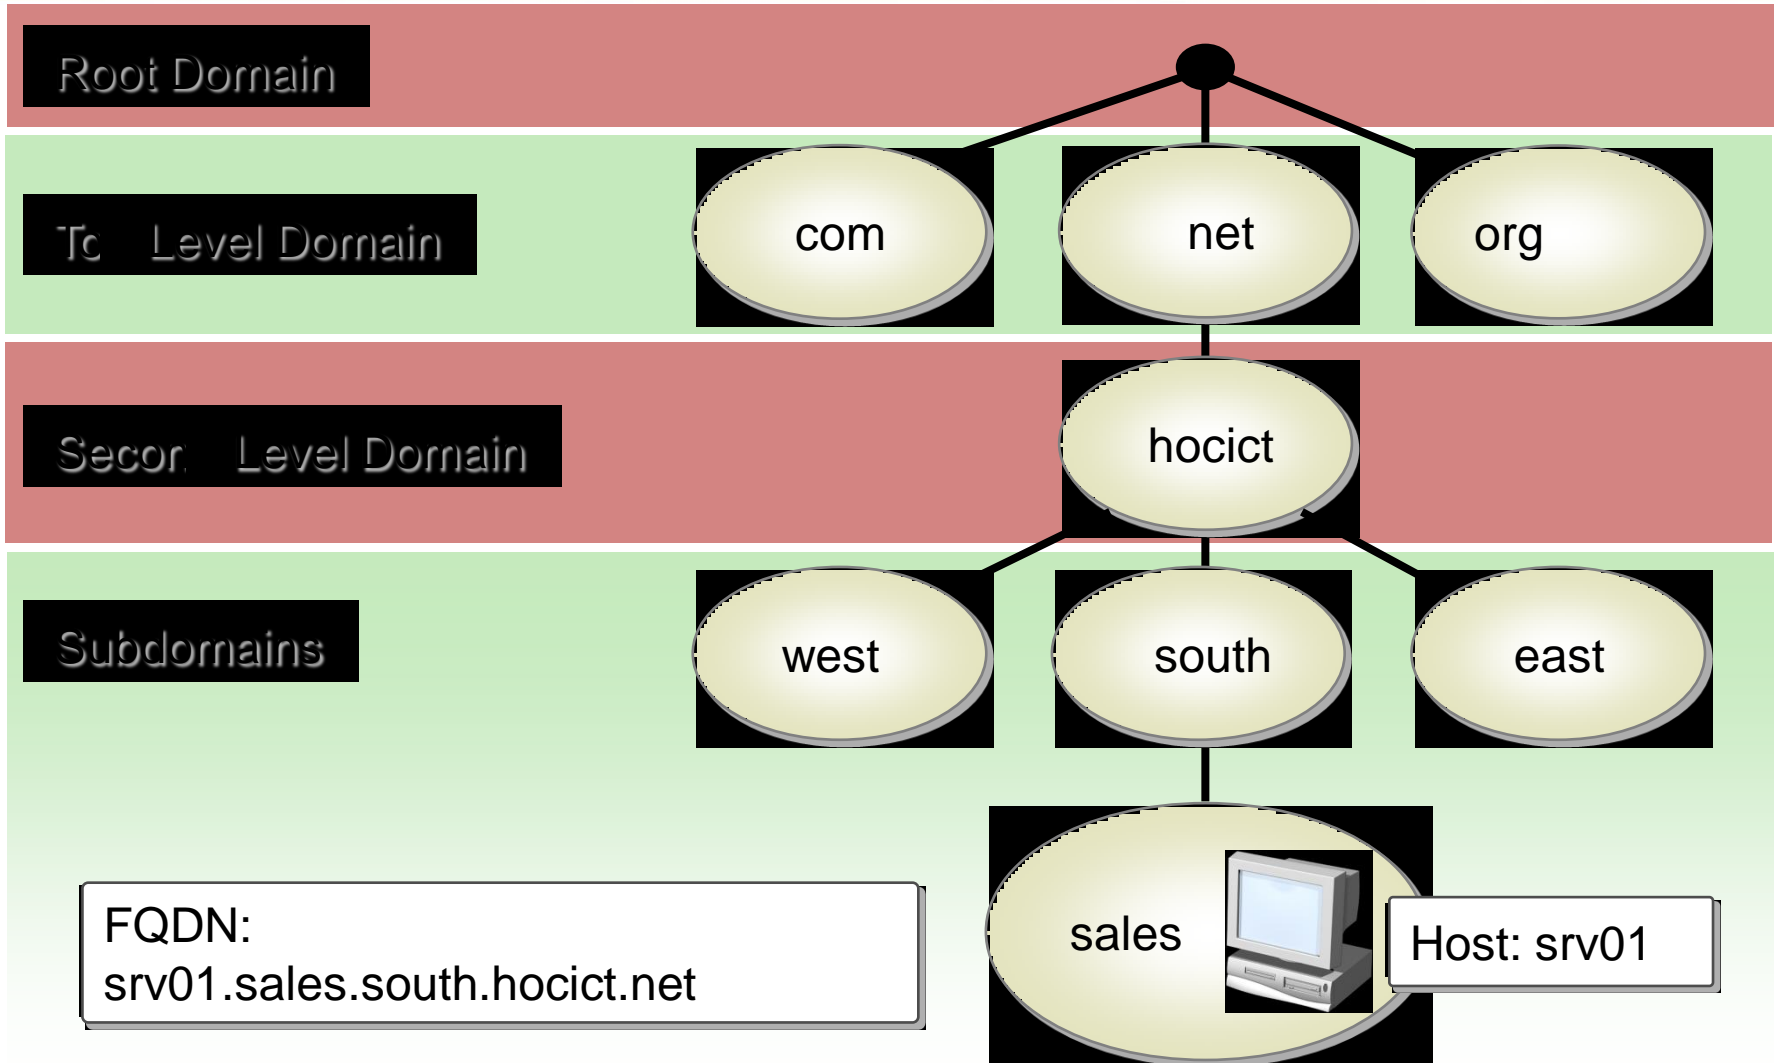 Root Domain
com
net
org
Level Domain
hocict
Level Domain
Subdomains
west
south
east
sales
Host: srv01
FQDN:
srv01.sales.south.hocict.net